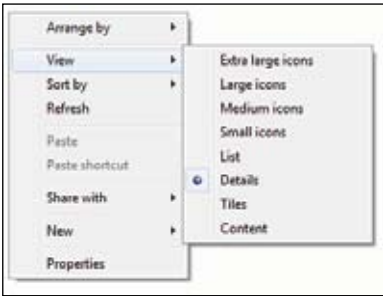 Arrange by
View
Sort by
Refresh
Paste
Paste shortcut
Share with
New
Properties
Extra large icons
Large icons
Medium icons
Small icons
List
Details
Tiles
Content